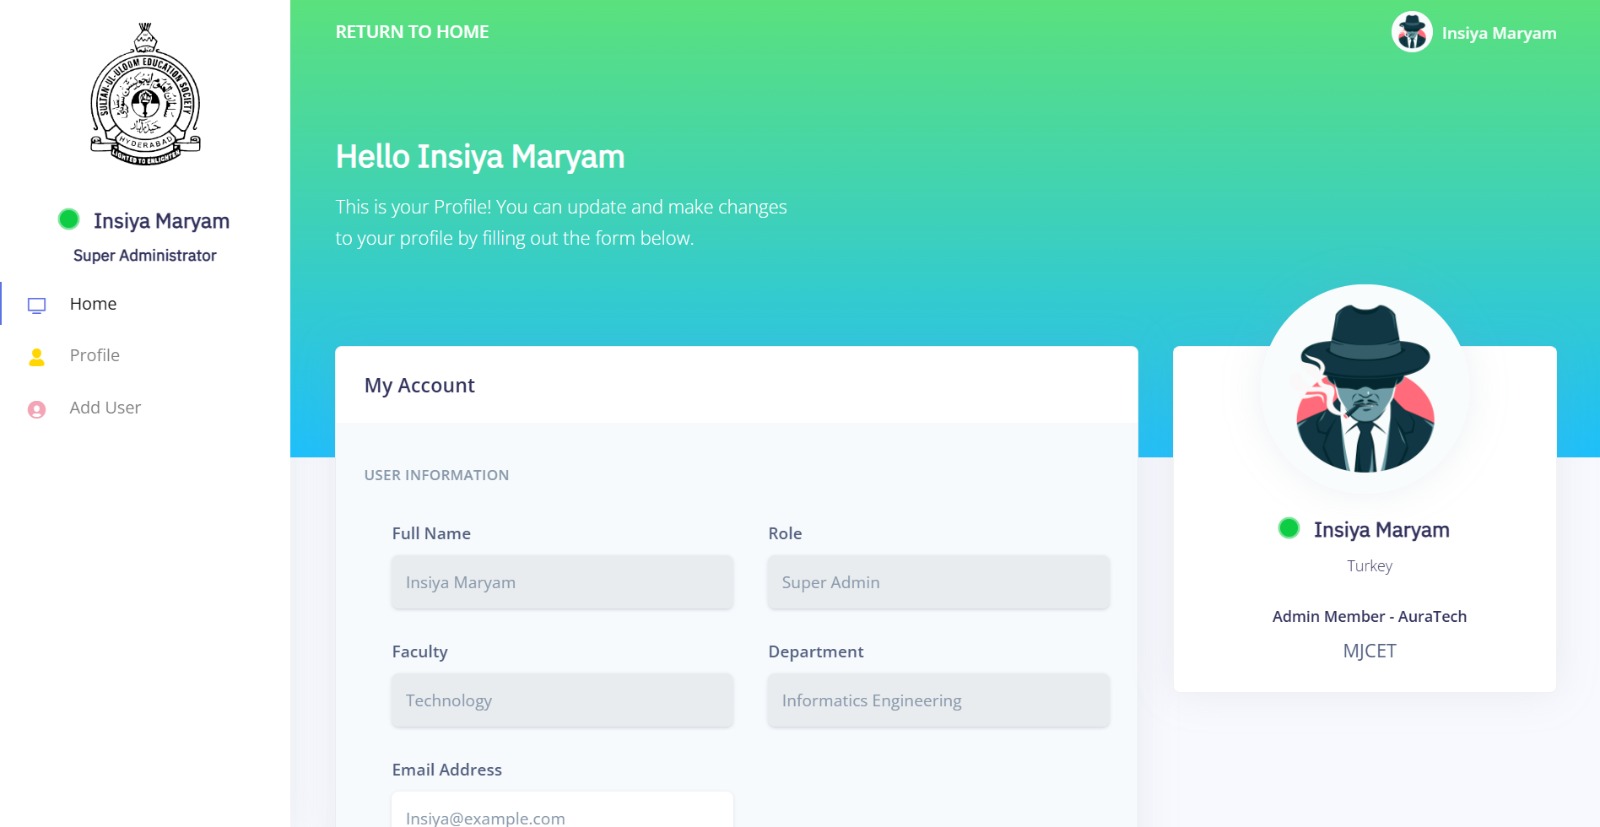 SULTAN-UL-ULOOM EDUCATION SOCIETY
HYDERABAD
Insiya Maryam
Super Administrator
Home
Profile
Add User
RETURN TO HOME
Insiya Maryam
Hello Insiya Maryam
This is your Profile! You can update and make changes
to your profile by filling out the form below.
My Account
USER INFORMATION
Full Name
Role
Insiya Maryam
Super Admin
Faculty
Department
Technology
Informatics Engineering
Email Address
Insiya@example.com
Insiya Maryam
Turkey
Admin Member - AuraTech
MJCET